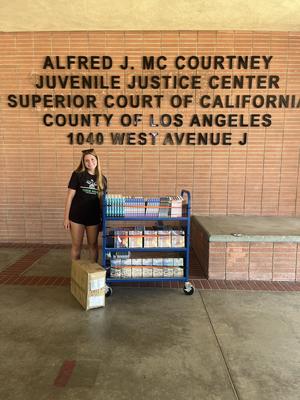 ALFRED J. MC COURTNEY
JUVENILE JUSTICE CENTER
SUPERIOR COURT OF CALIFORNIA
COUNTY OF LOS ANGELES
1040 WEST AVENUE J